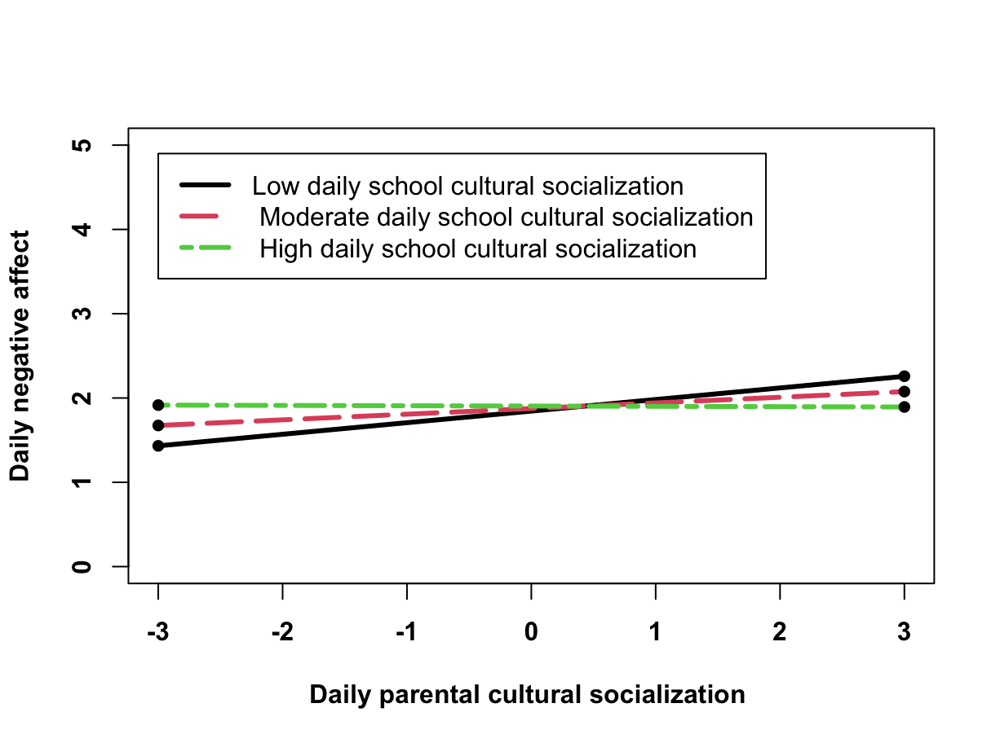 5
4
3
2
1
0
Daily negative affect
Low daily school cultural socialization
Moderate daily school cultural socialization
High daily school cultural socialization
-3 -2 -1 0 1 2 3
Daily parental cultural socialization